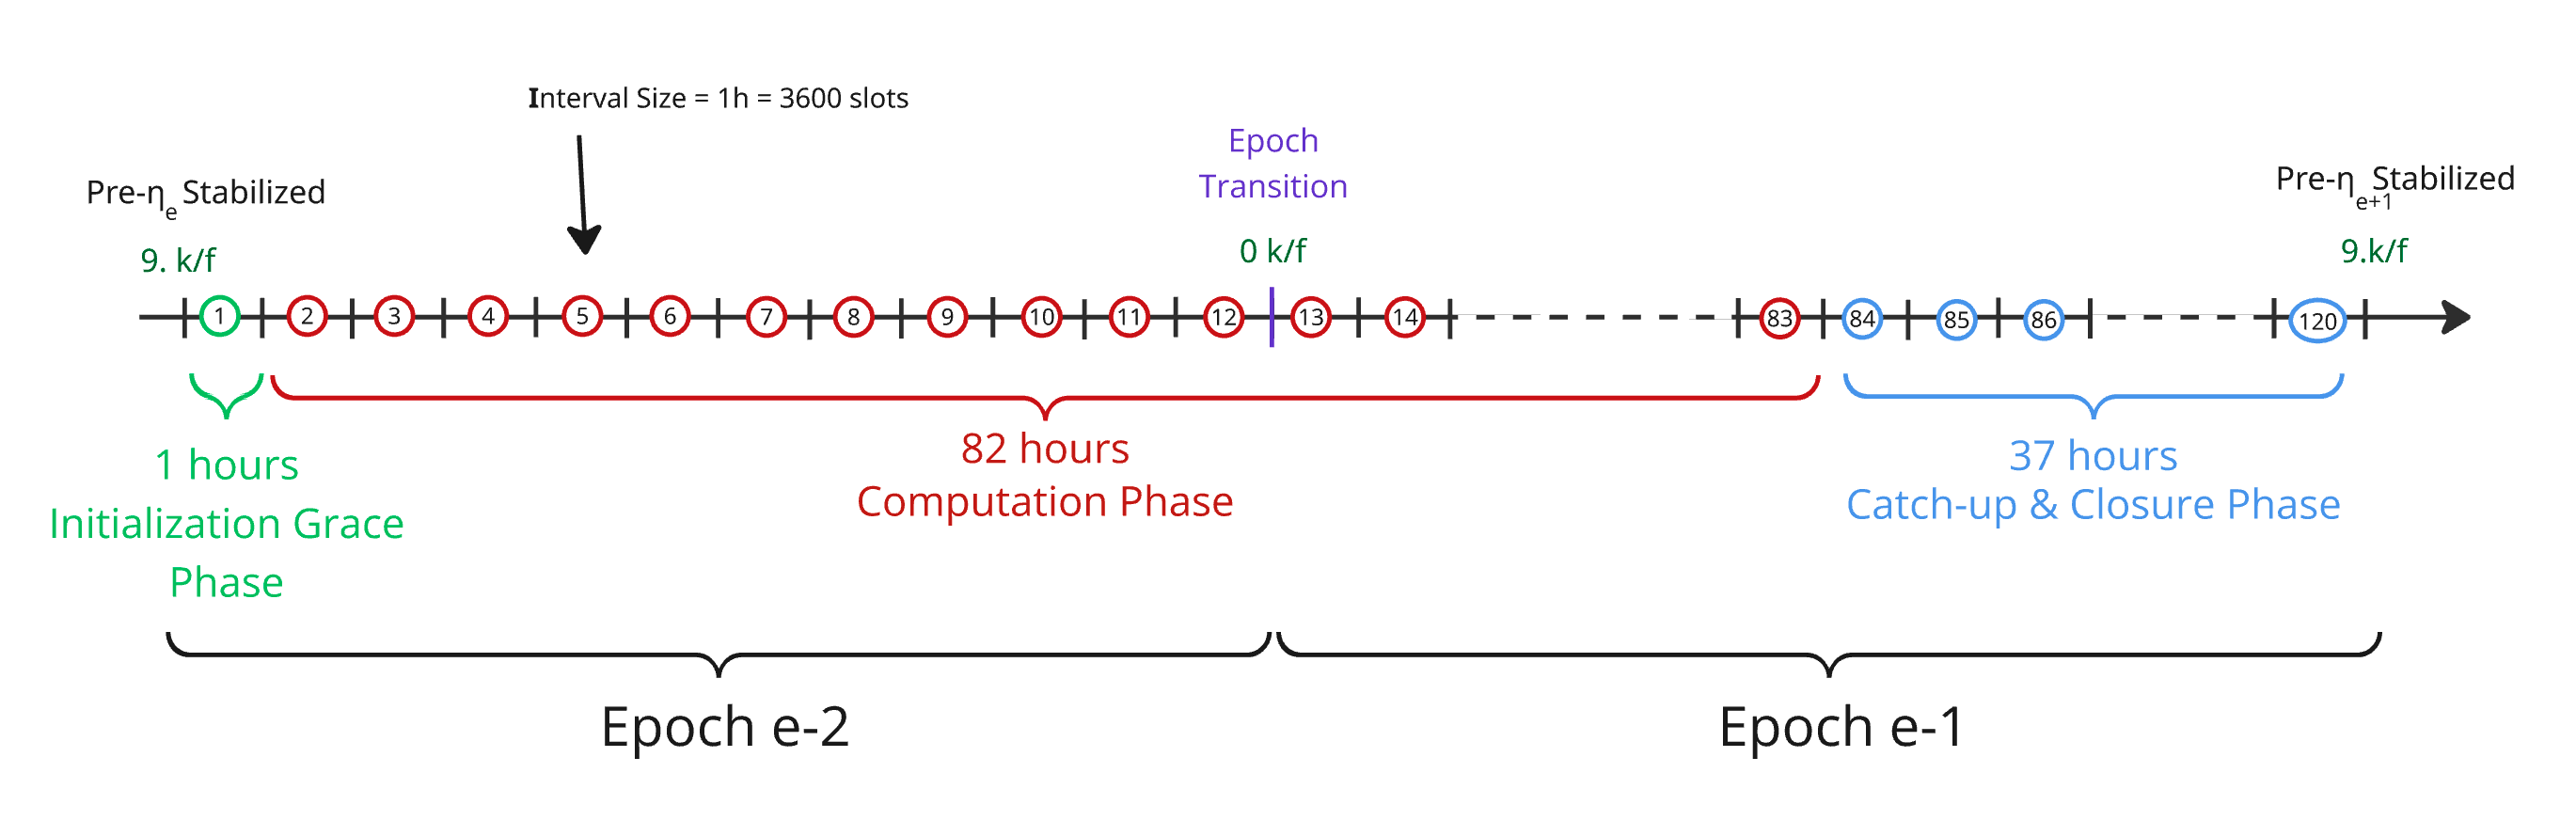 Interval Size = 1h = 3600 slots
Epoch
Transition
Pre-ηe Stabilized
Pre-ηe+1 Stabilized
9. k/f
0 k/f
9.k/f
1 2 3 4 5 6 7 8 9 10 11 12 13 14 83 84 85 86 120
1 hours
Initialization Grace
Phase
82 hours
Computation Phase
37 hours
Catch-up & Closure Phase
Epoch e-2
Epoch e-1